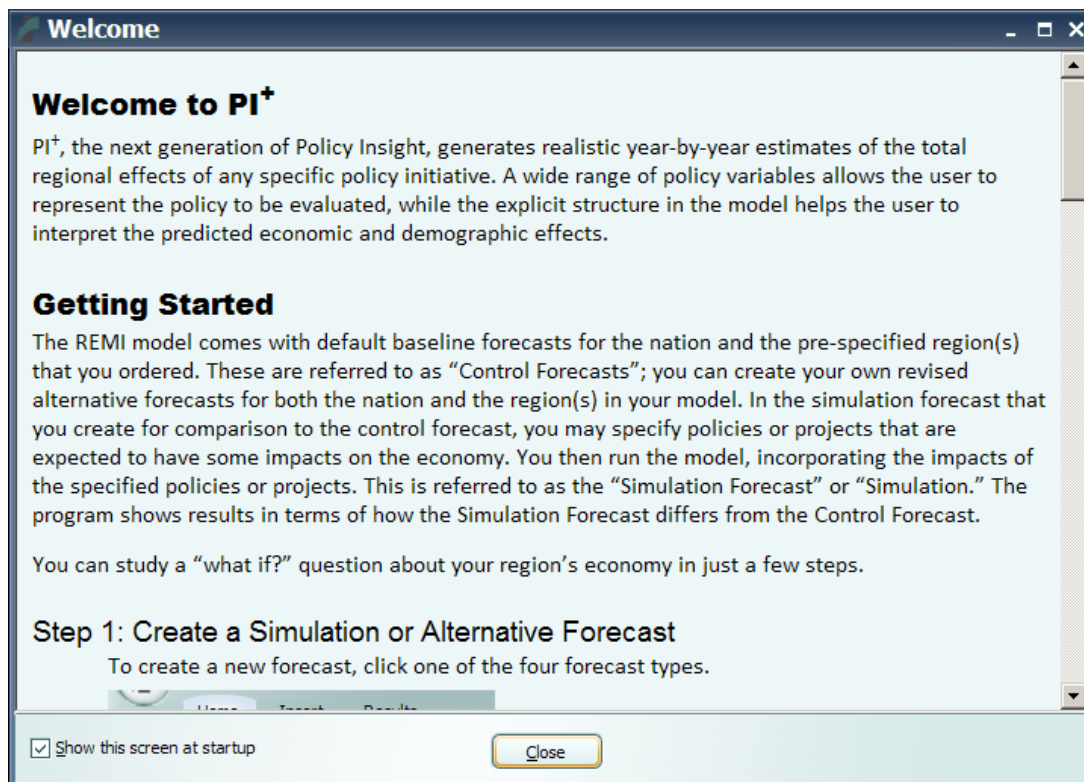 Welcome
Welcome to PI+
PI+, the next generation of Policy Insight, generates realistic year-by-year estimates of the total
regional effects of any specific policy initiative. A wide range of policy variables allows the user to
represent the policy to be evaluated, while the explicit structure in the model helps the user to
interpret the predicted economic and demographic effects.
Getting Started
The REMI model comes with default baseline forecasts for the nation and the pre-specified region(s)
that you ordered. These are referred to as “Control Forecasts”; you can create your own revised
alternative forecasts for both the nation and the region(s) in your model. In the simulation forecast that
you create for comparison to the control forecast, you may specify policies or projects that are
expected to have some impacts on the economy. You then run the model, incorporating the impacts of
the specified policies or projects. This is referred to as the “Simulation Forecast” or “Simulation.” The
program shows results in terms of how the Simulation Forecast differs from the Control Forecast.
You can study a “what if?” question about your region’s economy in just a few steps.
Step 1: Create a Simulation or Alternative Forecast
To create a new forecast, click one of the four forecast types.
Home Insert Results
Show this screen at startup
Close